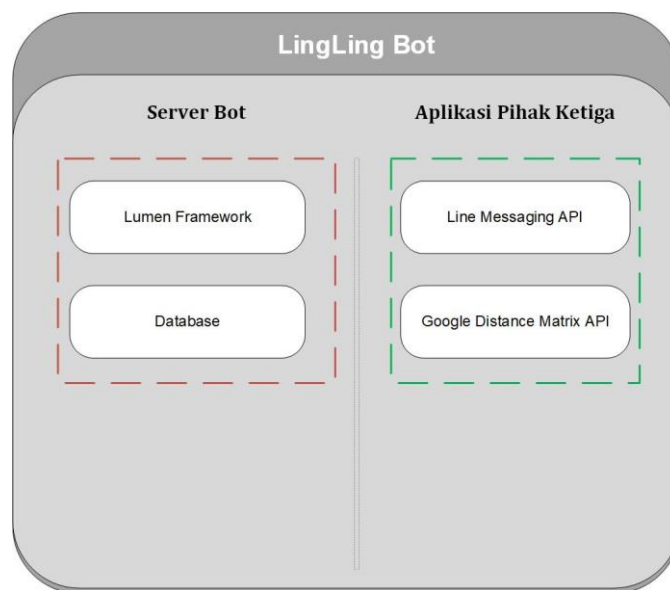 LingLing Bot
Server Bot
Lumen Framework
Database
Aplikasi Pihak Ketiga
Line Messaging API
Google Distance Matrix API